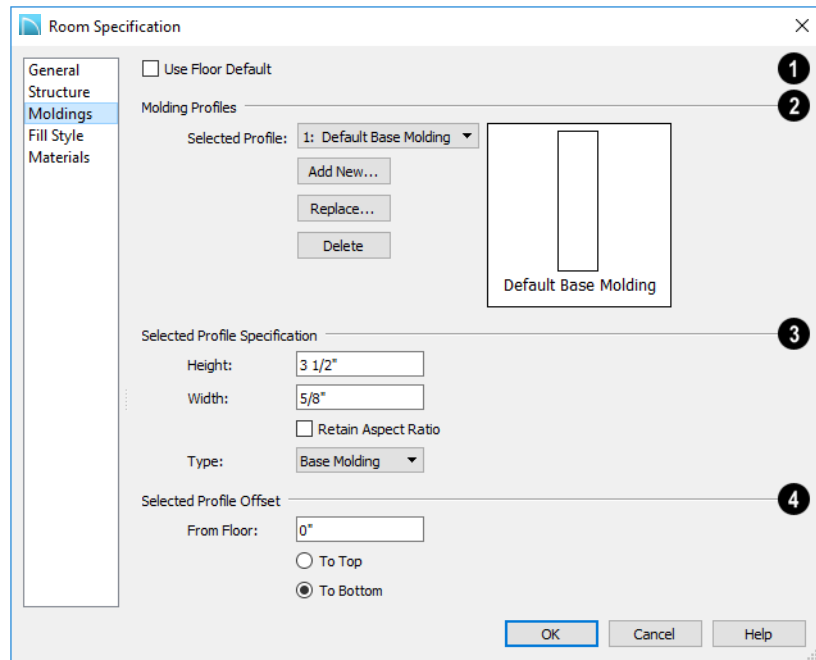 Room Specification
General
Structure
Moldings
Fill Style
Materials
Use Floor Default
1
Molding Profiles
2
Selected Profile:
1: Default Base Molding
Add New...
Replace...
Delete
Default Base Molding
Selected Profile Specification
3
Height:
3 1/2"
Width:
5/8"
Retain Aspect Ratio
Type:
Base Molding
Selected Profile Offset
4
From Floor:
0"
To Top
To Bottom
OK
Cancel
Help